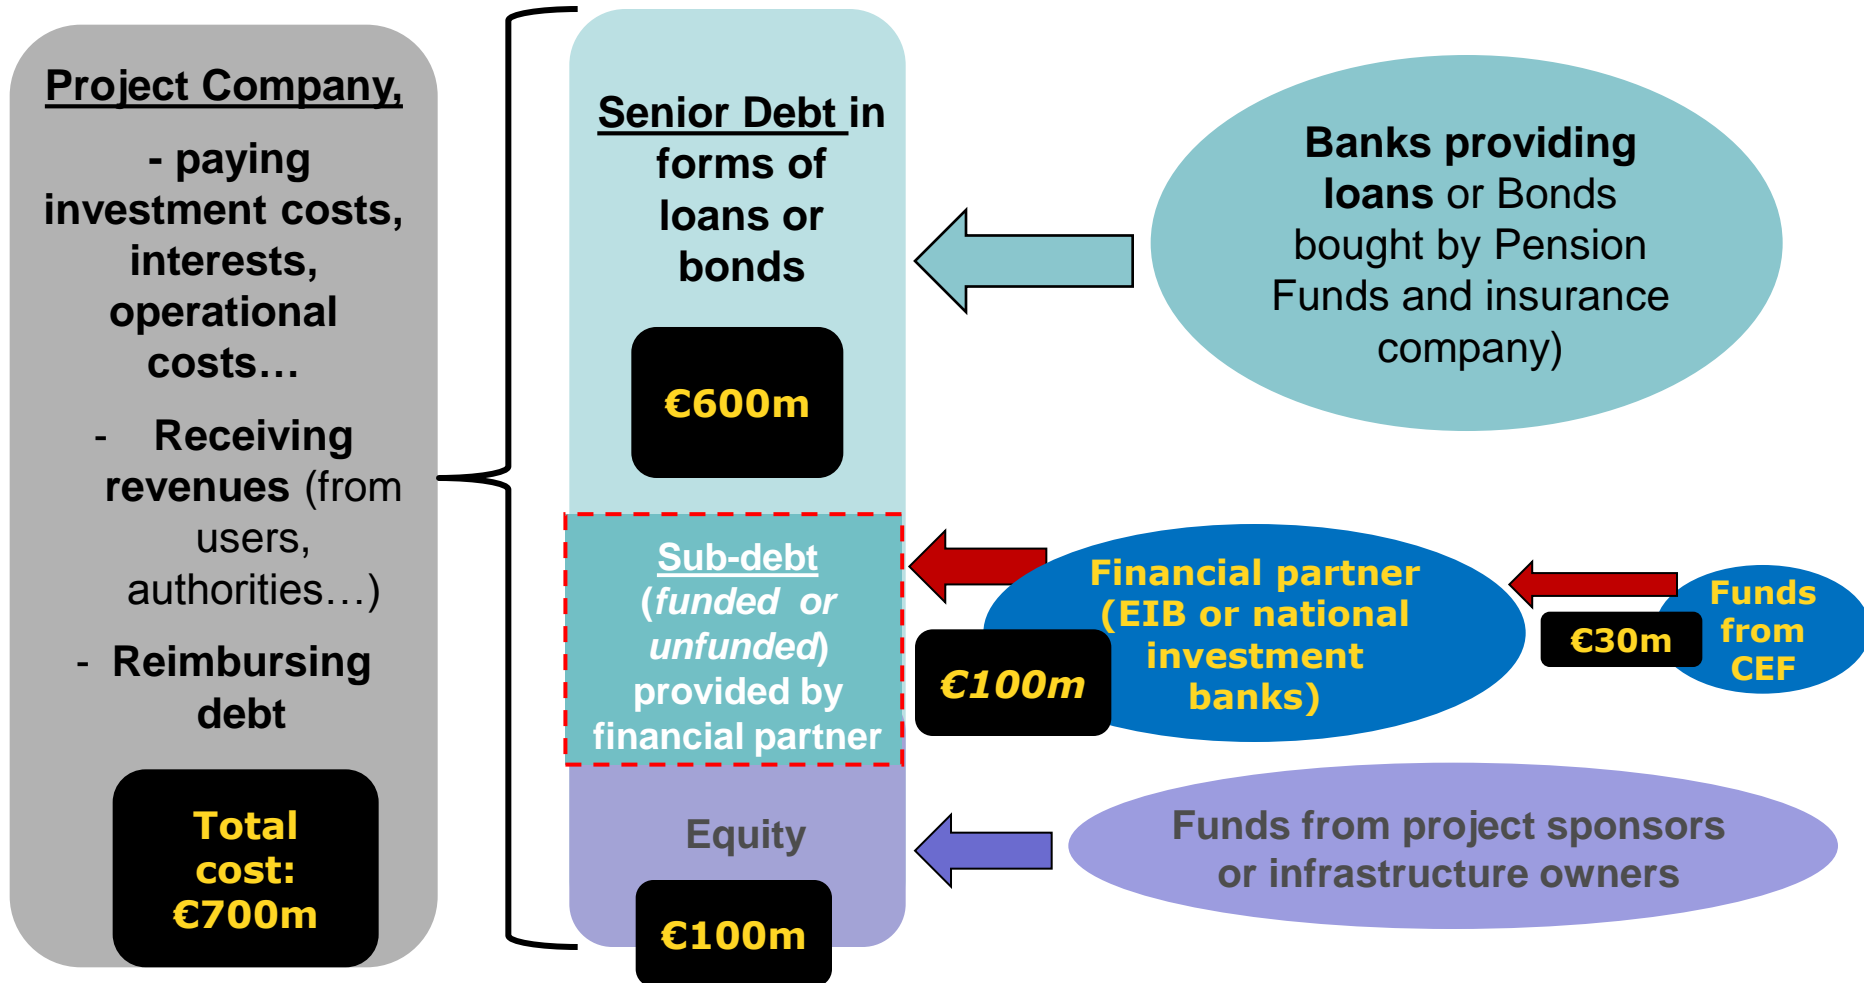 Project Company,
- paying
investment costs,
interests,
operational
costs…
- Receiving
revenues (from
users,
authorities…)
- Reimbursing
debt
Total
cost:
€700m
Senior Debt in
forms of
loans or
bonds
€600m
Sub-debt
(funded or
unfunded)
provided by
financial partner
Equity
€100m
Banks providing
loans or Bonds
bought by Pension
Funds and insurance
company)
Financial partner
(EIB or national
investment
banks)
€100m
€30m
Funds
from
CEF
Funds from project sponsors
or infrastructure owners